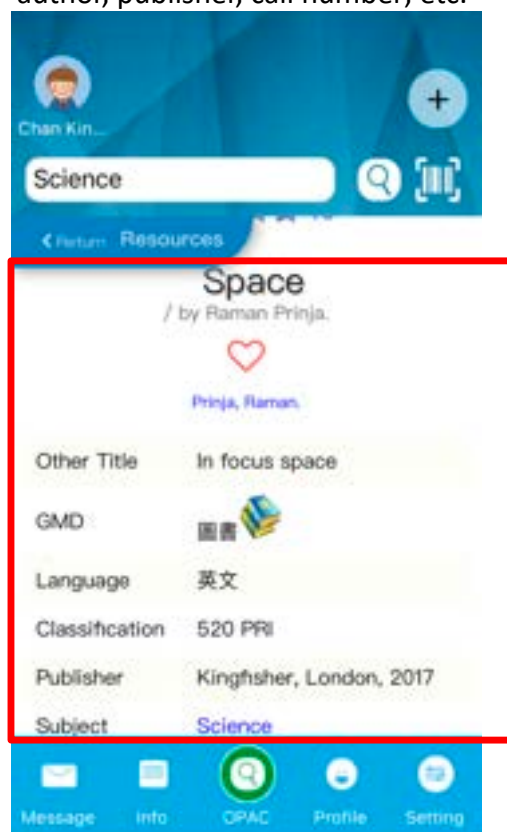 author, publisher, call number, etc.
+
Chan Kin...
Science
Return Resources
Space
/ by Raman Prinja.
Prinja, Raman.
Other Title In focus space
GMD 圖書
Language 英文
Classification 520 PRI
Publisher Kingfisher, London, 2017
Subject Science
Message Info OPAC Profile Setting